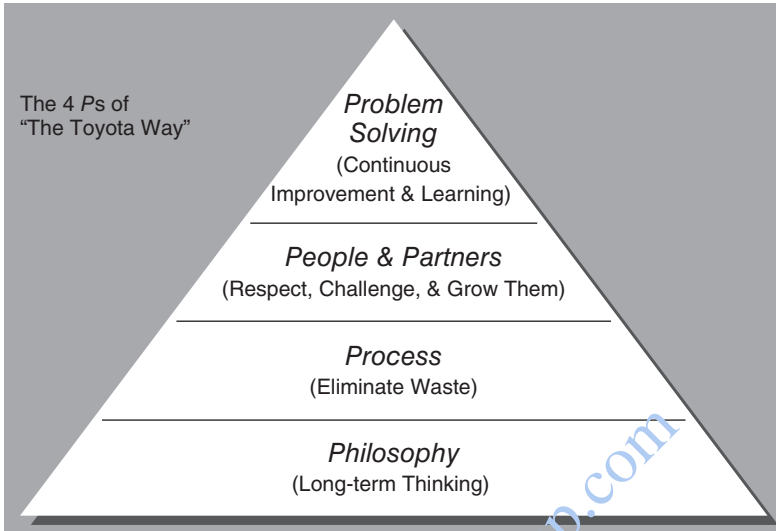 The 4 Ps of
“The Toyota Way”
Problem
Solving
(Continuous
Improvement & Learning)
People & Partners
(Respect, Challenge, & Grow Them)
Process
(Eliminate Waste)
Philosophy
(Long-term Thinking)
p.com